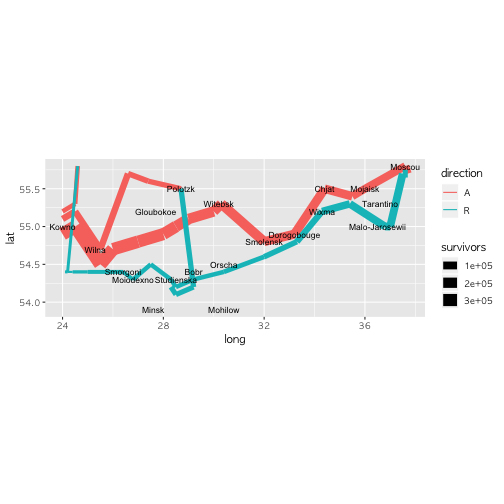 Moscou
55.5
Polotzk
Chjat
Mojaisk
Witebsk
Tarantino
Gloubokoe
Wixma
55.0
Kowno
Malo-Jarosewii
Dorogobouge
Smolensk
Wilna
54.5
Orscha
Smorgoni
Bobr
Moiodexno
Studienska
54.0
Minsk
Mohilow
24
28
32
36
long
lat
direction
A
R
survivors
1e+05
2e+05
3e+05